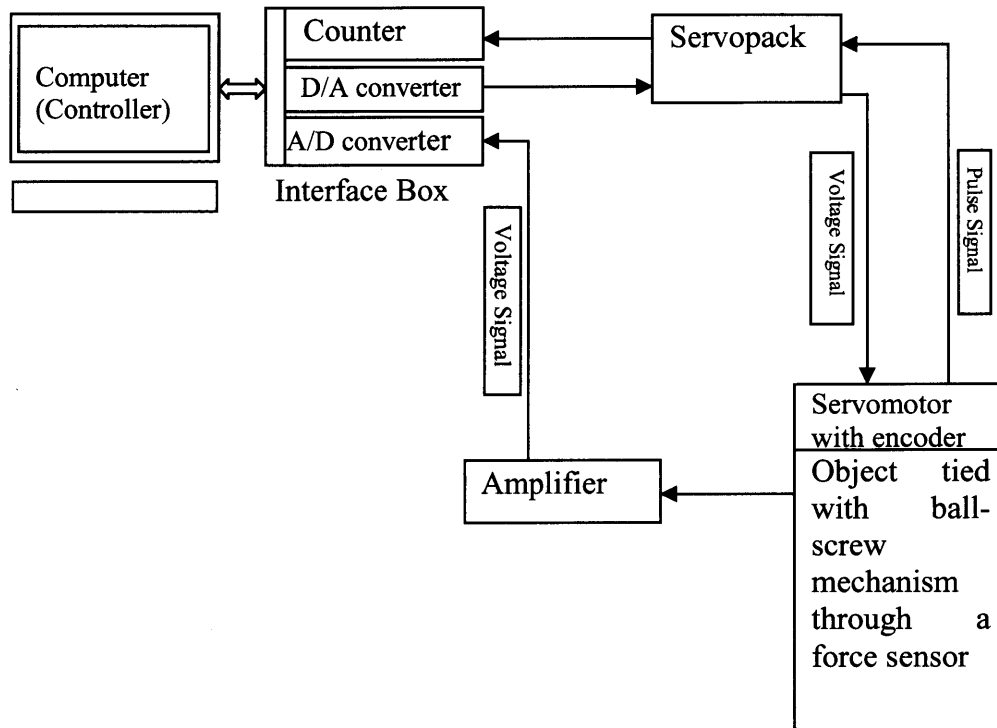 Counter
Servopack
Computer
(Controller)
D/A converter
A/D converter
Interface Box
Voltage Signal
Voltage Signal
Pulse Signal
Servomotor
with encoder
Amplifier
Object tied
with ball-
screw
mechanism
through a
force sensor